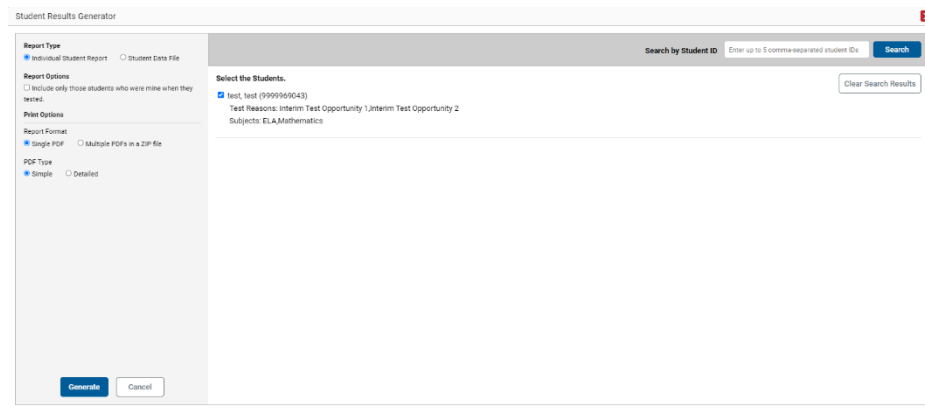 Student Results Generator
Report Type
Individual Student Report
Student Data File
Report Options
Include only those students who were mine when they
tested.
Print Options
Report Format
Single PDF
Multiple PDFs in a ZIP file
PDF Type
Simple
Detailed
Generate
Cancel
Search by Student ID
Enter up to 5 comma-separated student IDs
Search
Select the Students.
Clear Search Results
test, test (9999969043)
Test Reasons: Interim Test Opportunity 1,Interim Test Opportunity 2
Subjects: ELA,Mathematics